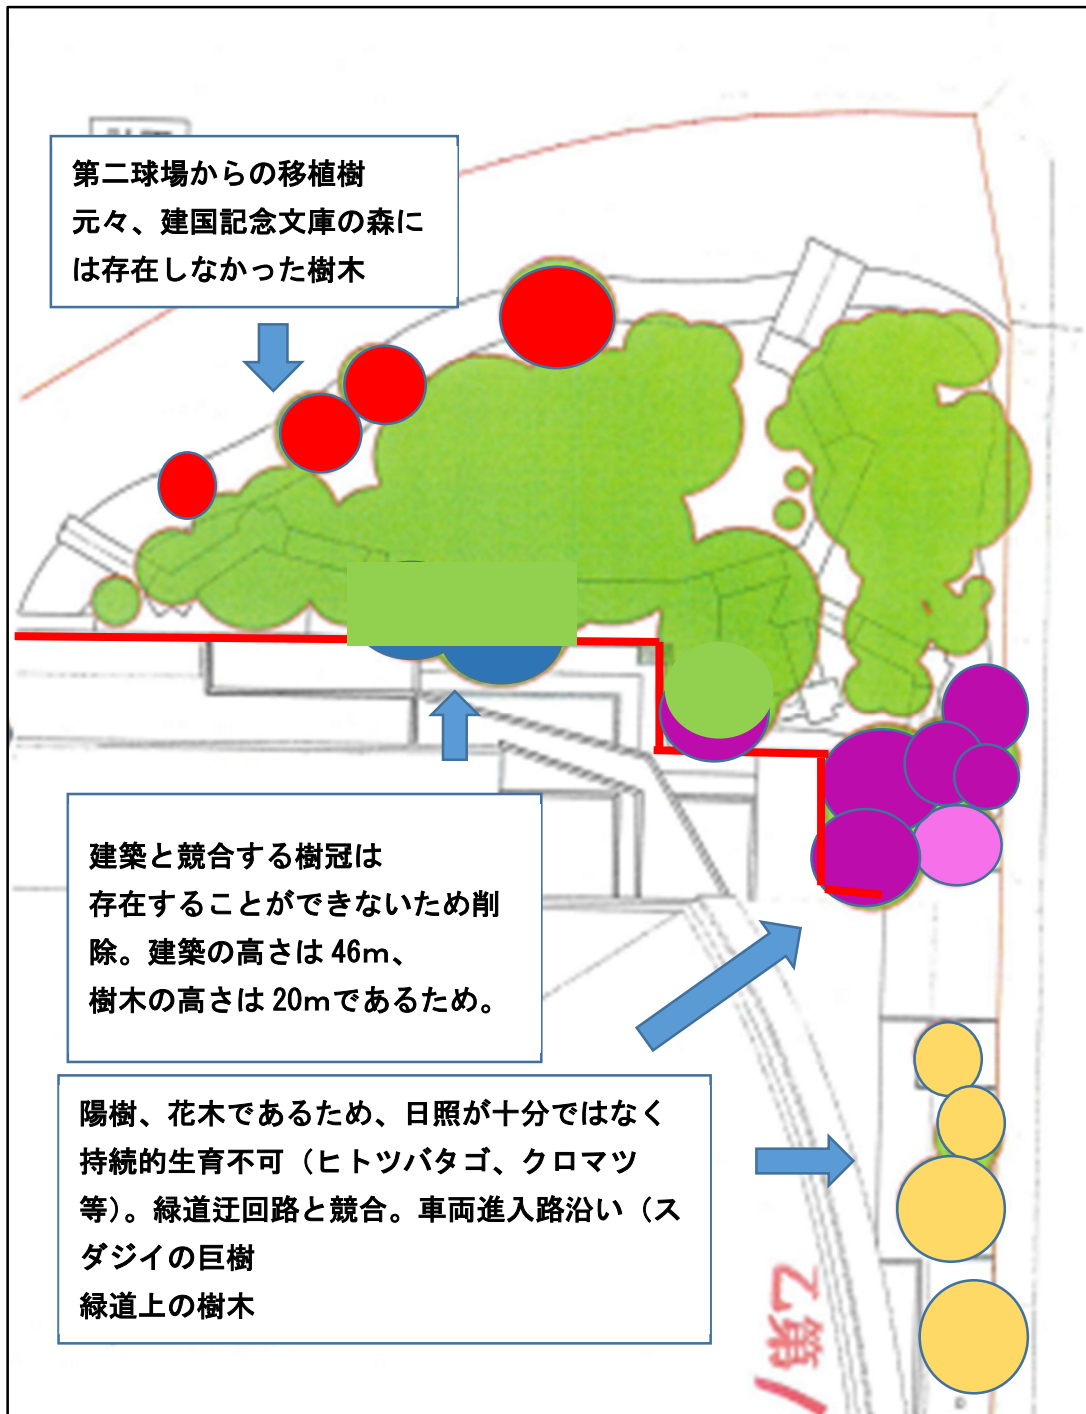 第二球場からの移植樹
元々、建国記念文庫の森に
は存在しなかった樹木
建築と競合する樹冠は
存在することができないため削
除。建築の高さは 46m、
樹木の高さは 20mであるため。
陽樹、花木であるため、日照が十分ではなく
持続的生育不可（ヒトツバタゴ、クロマツ
等）。緑道迂回路と競合。車両進入路沿い（ス
ダジイの巨樹
緑道上の樹木
乙第